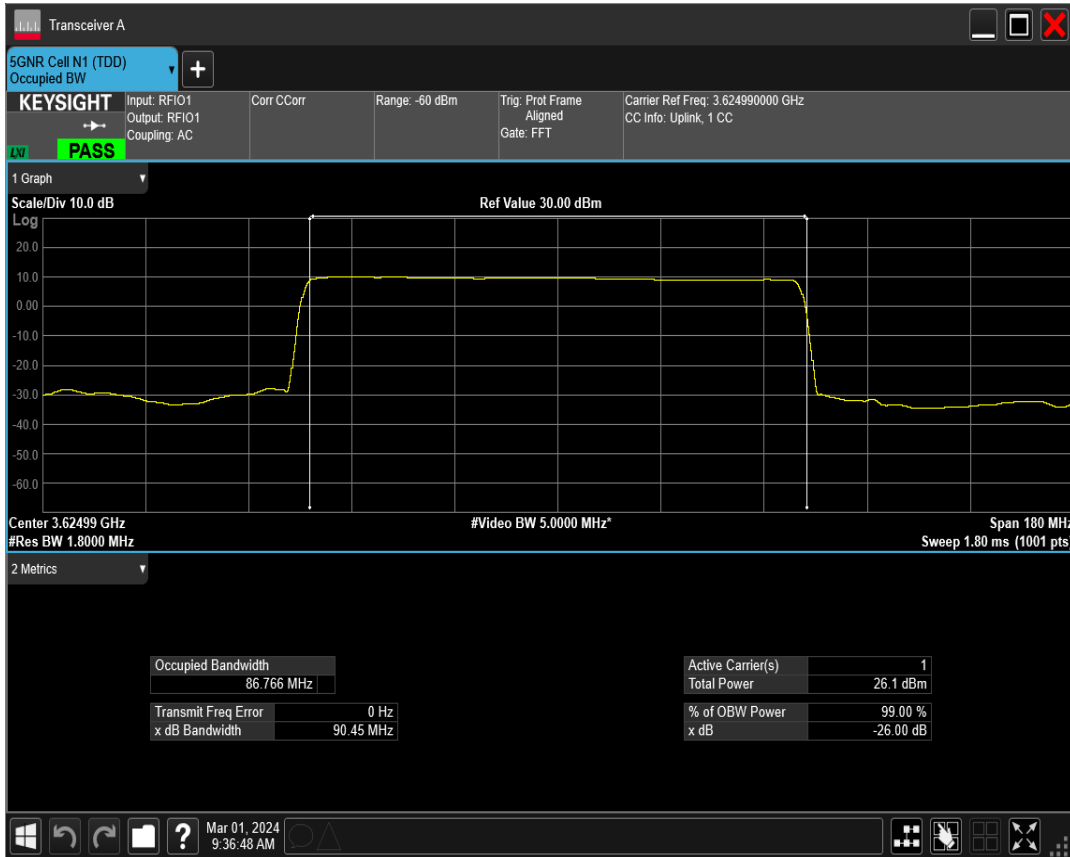 Transceiver A
5GNR Cell N1 (TDD)
Occupied BW
+
KEYSIGHT
LXI
PASS
Input: RFIO1
Output: RFIO1
Coupling: AC
Corr CCorr
Range: -60 dBm
Trig: Prot Frame
Aligned
Gate: FFT
Carrier Ref Freq: 3.624990000 GHz
CC Info: Uplink, 1 CC
1 Graph
Scale/Div 10.0 dB
Ref Value 30.00 dBm
Log
20.0
10.0
0.00
-10.0
-20.0
-30.0
-40.0
-50.0
-60.0
Center 3.62499 GHz
#Video BW 5.0000 MHz*
Span 180 MHz
#Res BW 1.8000 MHz
Sweep 1.80 ms (1001 pts)
2 Metrics
Occupied Bandwidth
86.766 MHz
Transmit Freq Error 0 Hz
x dB Bandwidth 90.45 MHz
Active Carrier(s) 1
Total Power 26.1 dBm
% of OBW Power 99.00 %
x dB -26.00 dB
?
Mar 01, 2024
9:36:48 AM